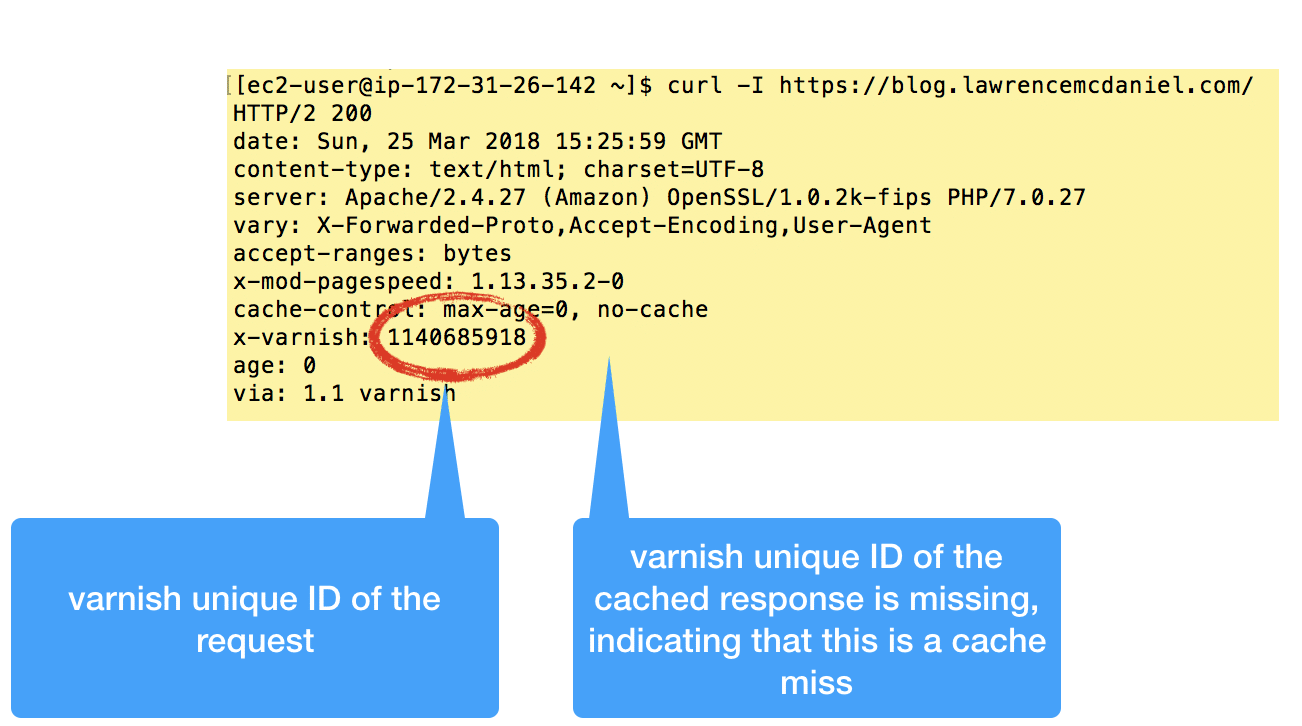 [[ec2-user@ip-172-31-26-142 ~]$ curl -I https://blog.lawrencemcdaniel.com/
HTTP/2 200
date: Sun, 25 Mar 2018 15:25:59 GMT
content-type: text/html; charset=UTF-8
server: Apache/2.4.27 (Amazon) OpenSSL/1.0.2k-fips PHP/7.0.27
vary: X-Forwarded-Proto,Accept-Encoding,User-Agent
accept-ranges: bytes
x-mod-pagespeed: 1.13.35.2-0
cache-control: max-age=0, no-cache
x-varnish: 1140685918
age: 0
via: 1.1 varnish
varnish unique ID of the
request
varnish unique ID of the
cached response is missing,
indicating that this is a cache
miss